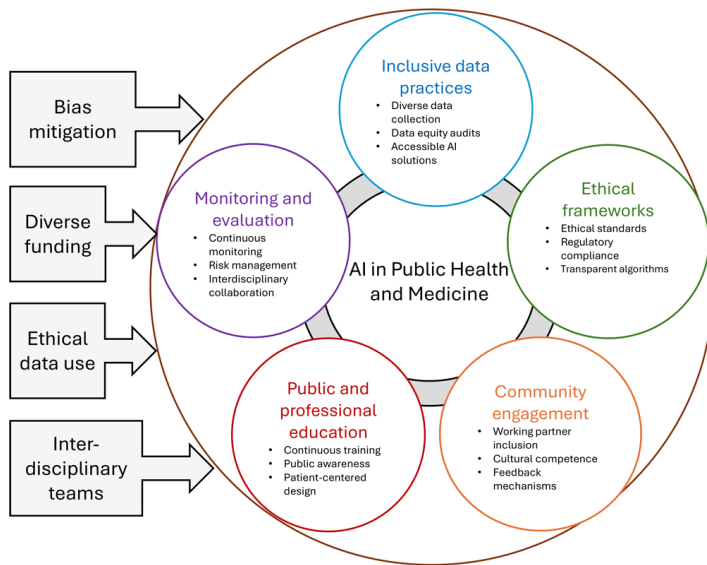 Bias
mitigation
Diverse
funding
Ethical
data use
Inter-
disciplinary
teams
Inclusive data
practices
• Diverse data
collection
• Data equity audits
• Accessible AI
solutions
Ethical
frameworks
• Ethical standards
• Regulatory
compliance
• Transparent algorithms
Community
engagement
• Working partner
inclusion
• Cultural competence
• Feedback
mechanisms
Public and
professional
education
• Continuous training
• Public awareness
• Patient-centered
design
Monitoring and
evaluation
• Continuous
monitoring
• Risk management
• Interdisciplinary
collaboration
AI in Public Health
and Medicine